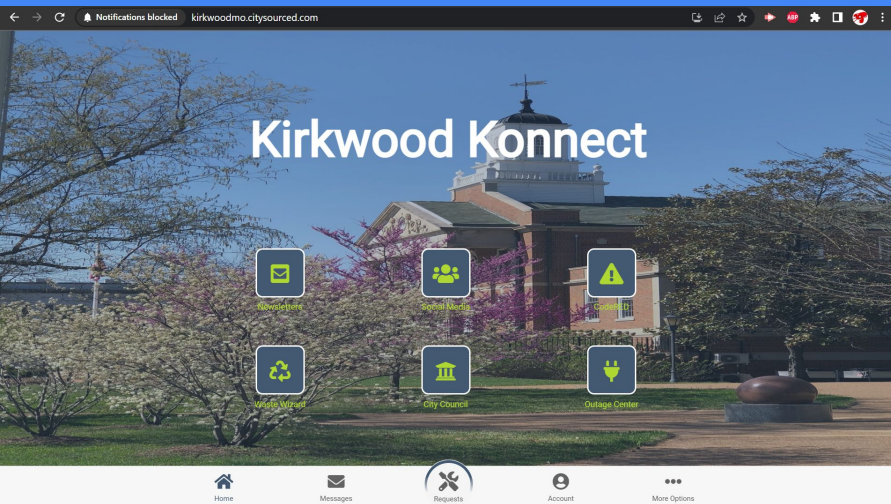 Notifications blocked kirkwoodmo.citysourced.com
ABP
Kirkwood Konnect
Newsletters Social Media CodeRED
Waste Wizard City Council Outage Center
Home Messages Requests Account More Options